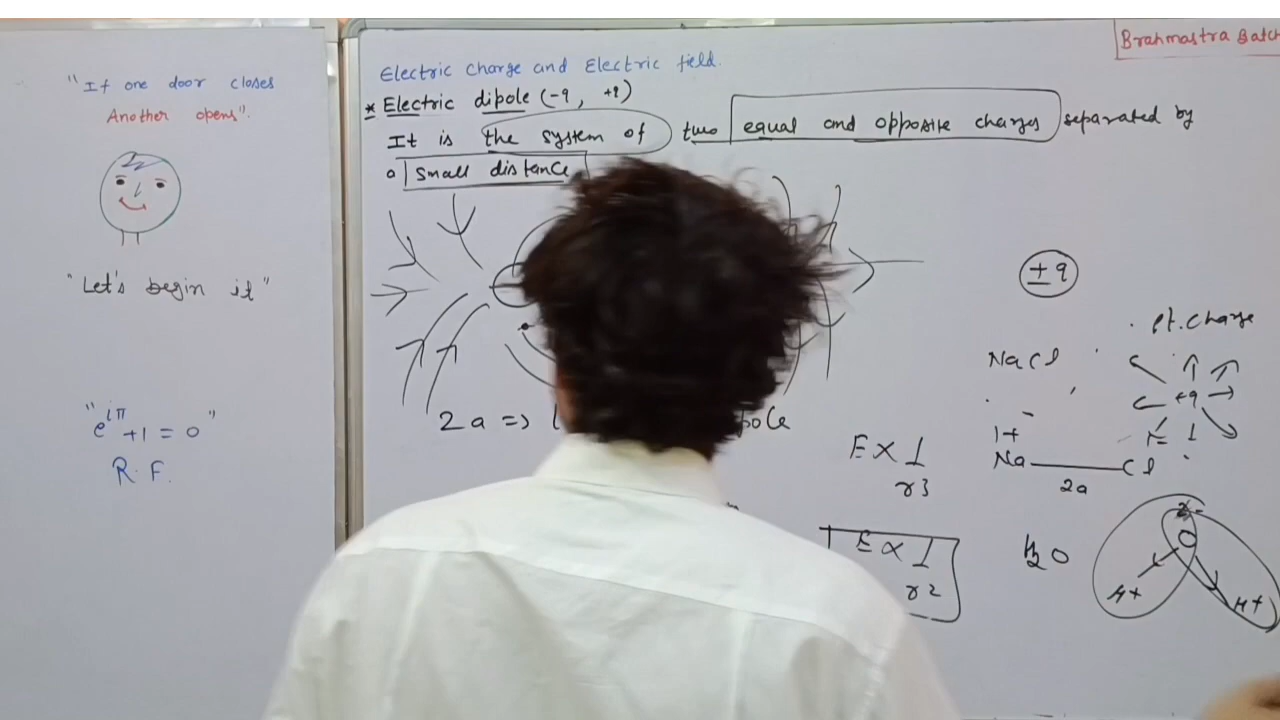 "If one door closes
Another opens".
"Let's begin it"
"e^iπ +1 = 0"
R. F.
Brahmastra Batch
Electric Charge and Electric field.
* Electric dipole (-q, +q)
It is the system of two equal and opposite charges separated by
a small distance
2a =>
E ∝ 1/r3
E ∝ 1/r2
±q
Pt. Charge
+q
NaCl
1+ -
Na Cl
2a
H2O
2-
O
H+ H+